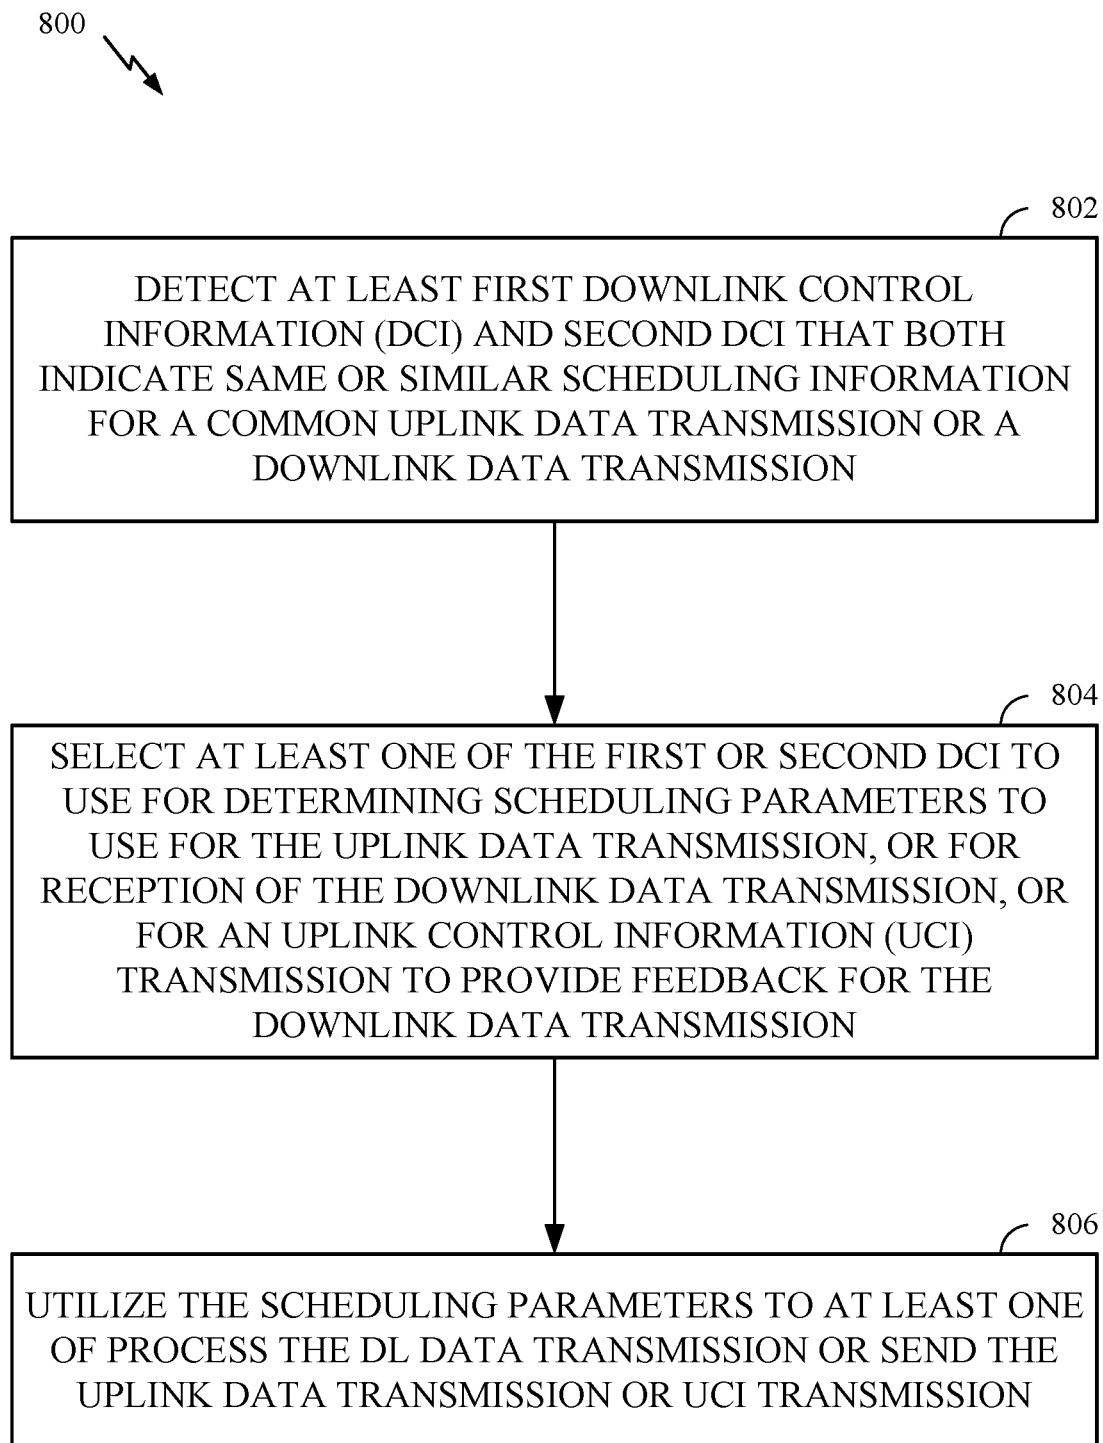 800
802
DETECT AT LEAST FIRST DOWNLINK CONTROL
INFORMATION (DCI) AND SECOND DCI THAT BOTH
INDICATE SAME OR SIMILAR SCHEDULING INFORMATION
FOR A COMMON UPLINK DATA TRANSMISSION OR A
DOWNLINK DATA TRANSMISSION
804
SELECT AT LEAST ONE OF THE FIRST OR SECOND DCI TO
USE FOR DETERMINING SCHEDULING PARAMETERS TO
USE FOR THE UPLINK DATA TRANSMISSION, OR FOR
RECEPTION OF THE DOWNLINK DATA TRANSMISSION, OR
FOR AN UPLINK CONTROL INFORMATION (UCI)
TRANSMISSION TO PROVIDE FEEDBACK FOR THE
DOWNLINK DATA TRANSMISSION
806
UTILIZE THE SCHEDULING PARAMETERS TO AT LEAST ONE
OF PROCESS THE DL DATA TRANSMISSION OR SEND THE
UPLINK DATA TRANSMISSION OR UCI TRANSMISSION